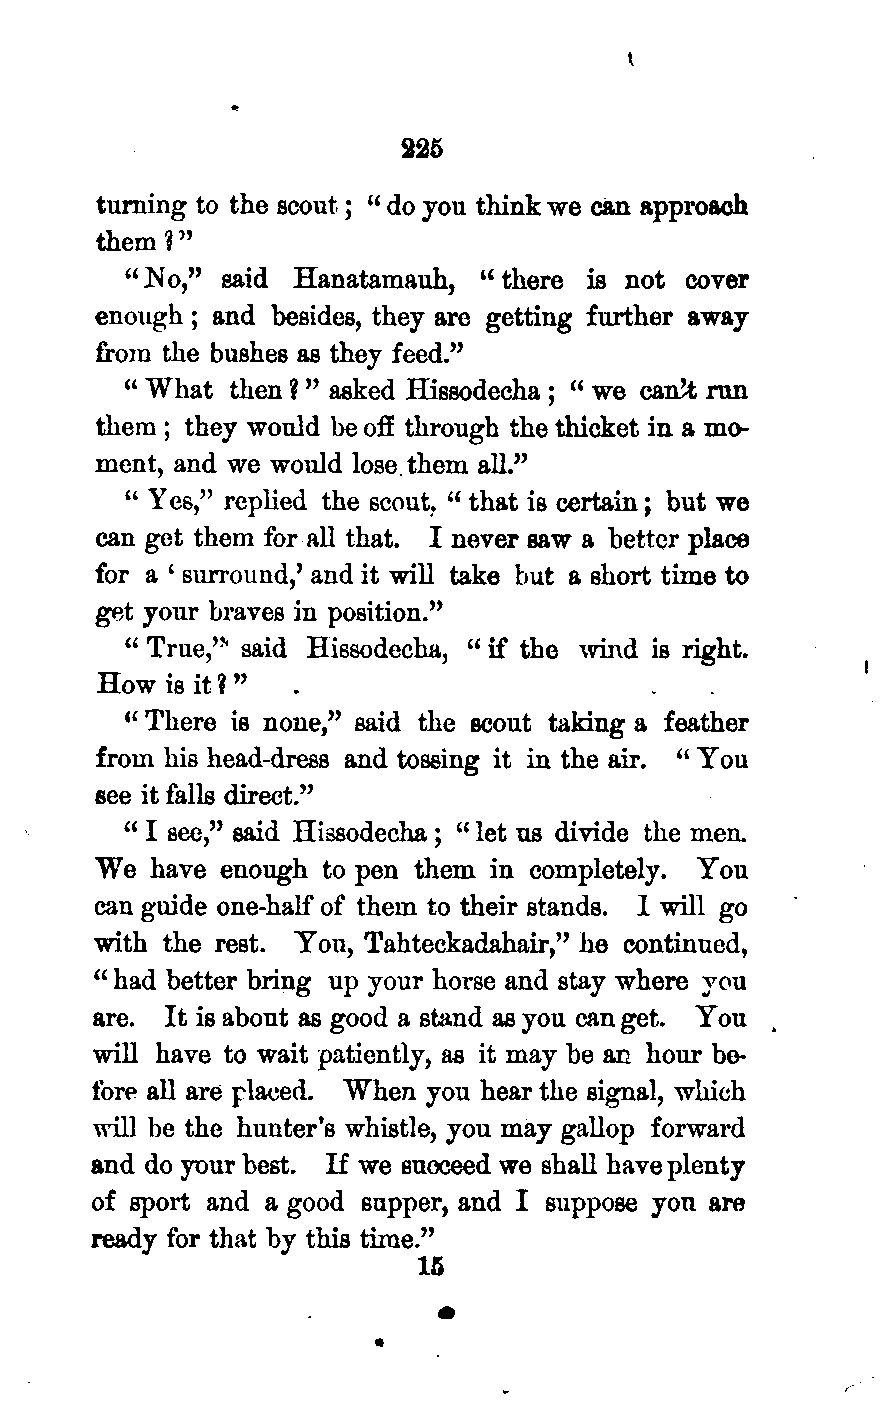 225
turning to the scout; "do you think we can approach
them?"
"No," said Hanatamauh, "there is not cover
enough; and besides, they are getting further away
from the bushes as they feed."
"What then?" asked Hissodecha; "we can't run
them; they would be off through the thicket in a mo-
ment, and we would lose them all."
"Yes," replied the scout, "that is certain; but we
can get them for all that. I never saw a better place
for a 'surround,' and it will take but a short time to
get your braves in position."
"True," said Hissodecha, "if the wind is right.
How is it?"
"There is none," said the scout taking a feather
from his head-dress and tossing it in the air. "You
see it falls direct."
"I see," said Hissodecha; "let us divide the men.
We have enough to pen them in completely. You
can guide one-half of them to their stands. I will go
with the rest. You, Tahteckadahair," he continued,
"had better bring up your horse and stay where you
are. It is about as good a stand as you can get. You
will have to wait patiently, as it may be an hour be-
fore all are placed. When you hear the signal, which
will be the hunter's whistle, you may gallop forward
and do your best. If we succeed we shall have plenty
of sport and a good supper, and I suppose you are
ready for that by this time."
15